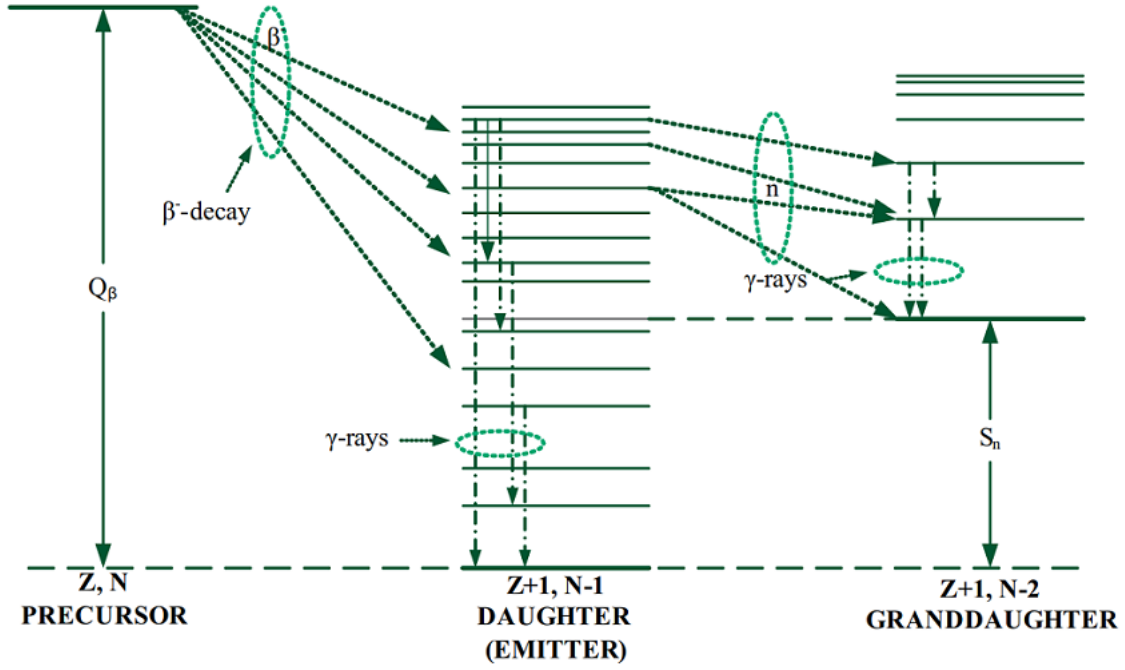 β
β⁻-decay
n
γ-rays
Qᵦ
γ-rays
Sₙ
Z, N
PRECURSOR
Z+1, N-1
DAUGHTER
(EMITTER)
Z+1, N-2
GRANDDAUGHTER